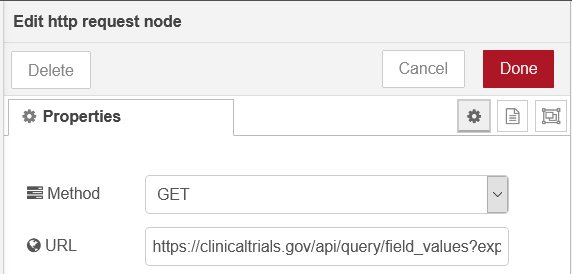 Edit http request node
Delete Cancel Done
Properties
Method GET
URL https://clinicaltrials.gov/api/query/field_values?exp